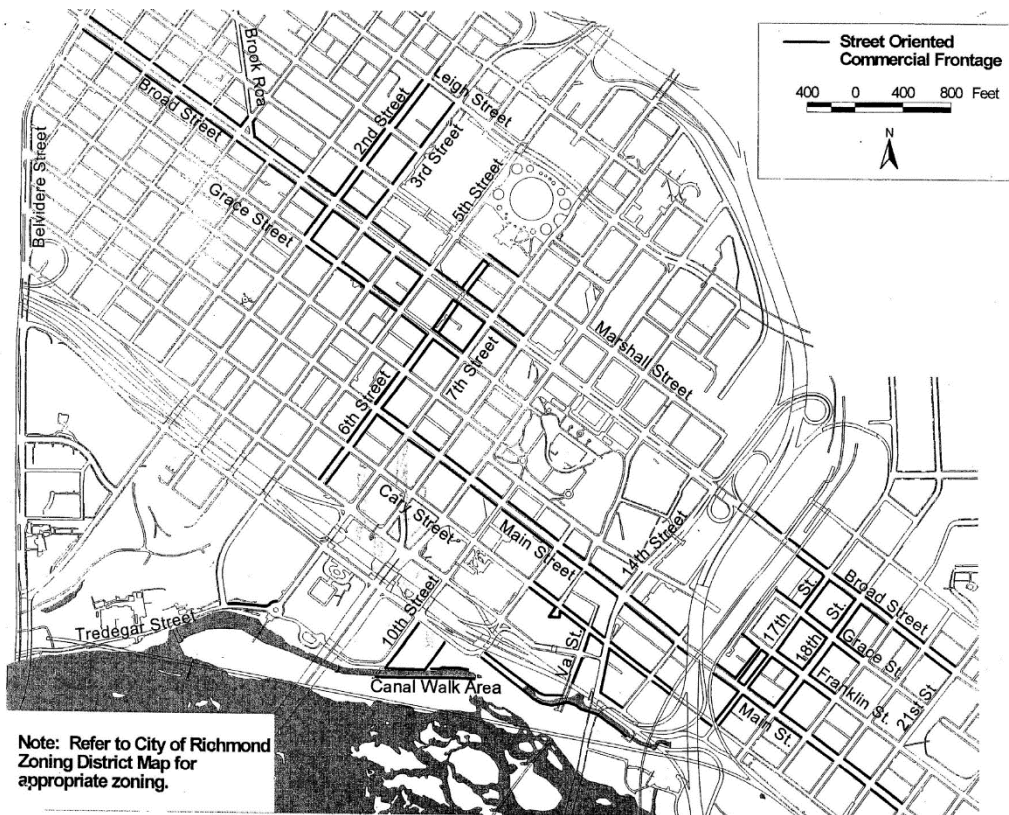 Street Oriented
Commercial Frontage
400 0 400 800 Feet
N
Brook Roa
Broad Street
Leigh Street
2nd Street
3rd Street
5th Street
Belvidere Street
Grace Street
Marshall Street
7th Street
6th Street
Cary Street
Main Street
14th Street
10th Street
Tredegar Street
Va St.
Canal Walk Area
17th St.
18th St.
Broad Street
Grace St.
Franklin St.
21st St
Main St.
Note: Refer to City of Richmond
Zoning District Map for
appropriate zoning.